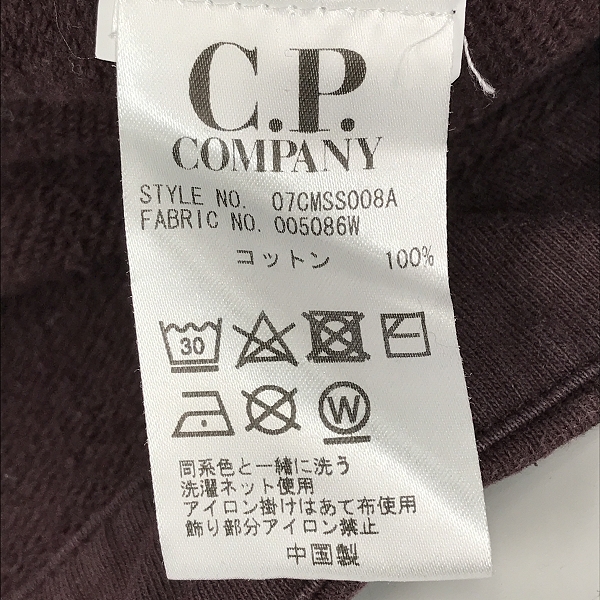 C.P.
COMPANY
STYLE NO. 07CMSS008A
FABRIC NO. 005086W
コットン 100%
30
W
同系色と一緒に洗う
洗濯ネット使用
アイロン掛けはあて布使用
飾り部分アイロン禁止
中国製